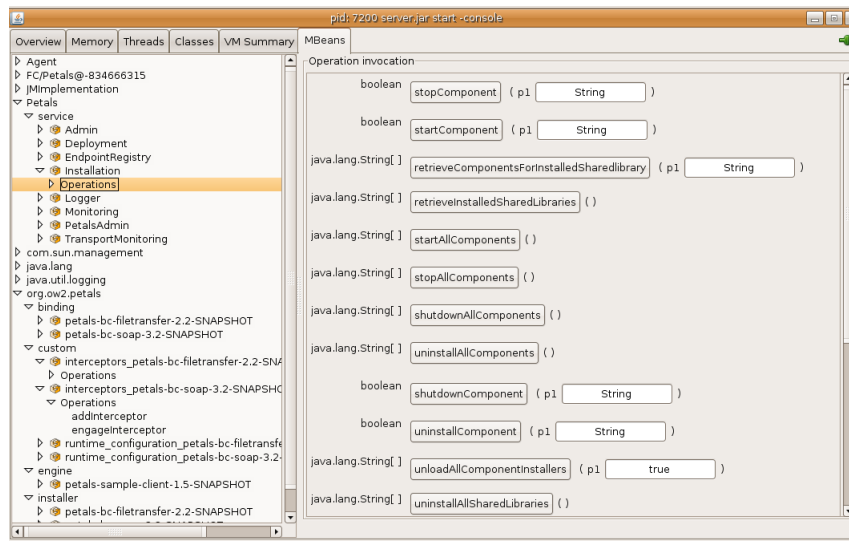 pid: 7200 server.jar start -console
Overview Memory Threads Classes VM Summary MBeans
Agent
FC/Petals@-834666315
JMImplementation
Petals
service
Admin
Deployment
EndpointRegistry
Installation
Operations
Logger
Monitoring
PetalsAdmin
TransportMonitoring
com.sun.management
java.lang
java.util.logging
org.ow2.petals
binding
petals-bc-filetransfer-2.2-SNAPSHOT
petals-bc-soap-3.2-SNAPSHOT
custom
interceptors_petals-bc-filetransfer-2.2-SNA
Operations
interceptors_petals-bc-soap-3.2-SNAPSHO
Operations
addInterceptor
engageInterceptor
runtime_configuration_petals-bc-filetransfe
runtime_configuration_petals-bc-soap-3.2-
engine
petals-sample-client-1.5-SNAPSHOT
installer
petals-bc-filetransfer-2.2-SNAPSHOT
Operation invocation
boolean stopComponent ( p1 String )
boolean startComponent ( p1 String )
java.lang.String[ ] retrieveComponentsForInstalledSharedlibrary ( p1 String )
java.lang.String[ ] retrieveInstalledSharedLibraries ( )
java.lang.String[ ] startAllComponents ( )
java.lang.String[ ] stopAllComponents ( )
java.lang.String[ ] shutdownAllComponents ( )
java.lang.String[ ] uninstallAllComponents ( )
boolean shutdownComponent ( p1 String )
boolean uninstallComponent ( p1 String )
java.lang.String[ ] unloadAllComponentInstallers ( p1 true )
java.lang.String[ ] uninstallAllSharedLibraries ( )